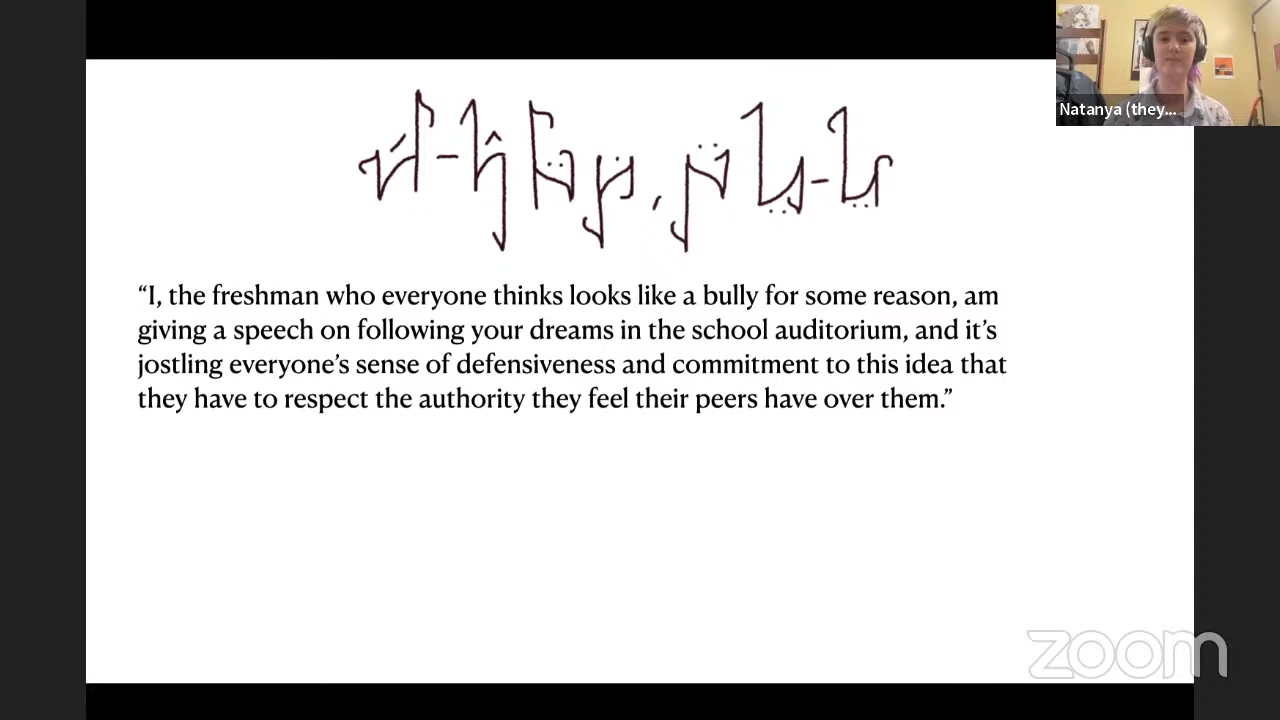 Natanya (they...
“I, the freshman who everyone thinks looks like a bully for some reason, am
giving a speech on following your dreams in the school auditorium, and it’s
jostling everyone’s sense of defensiveness and commitment to this idea that
they have to respect the authority they feel their peers have over them.”
zoom